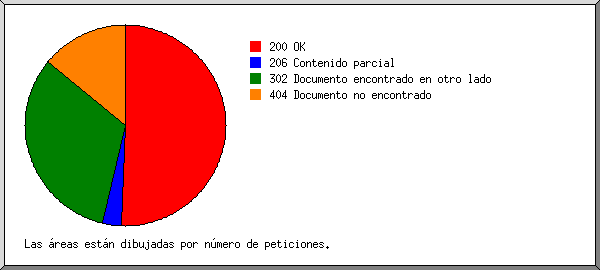 200 OK
206 Contenido parcial
302 Documento encontrado en otro lado
404 Documento no encontrado
Las áreas están dibujadas por número de peticiones.